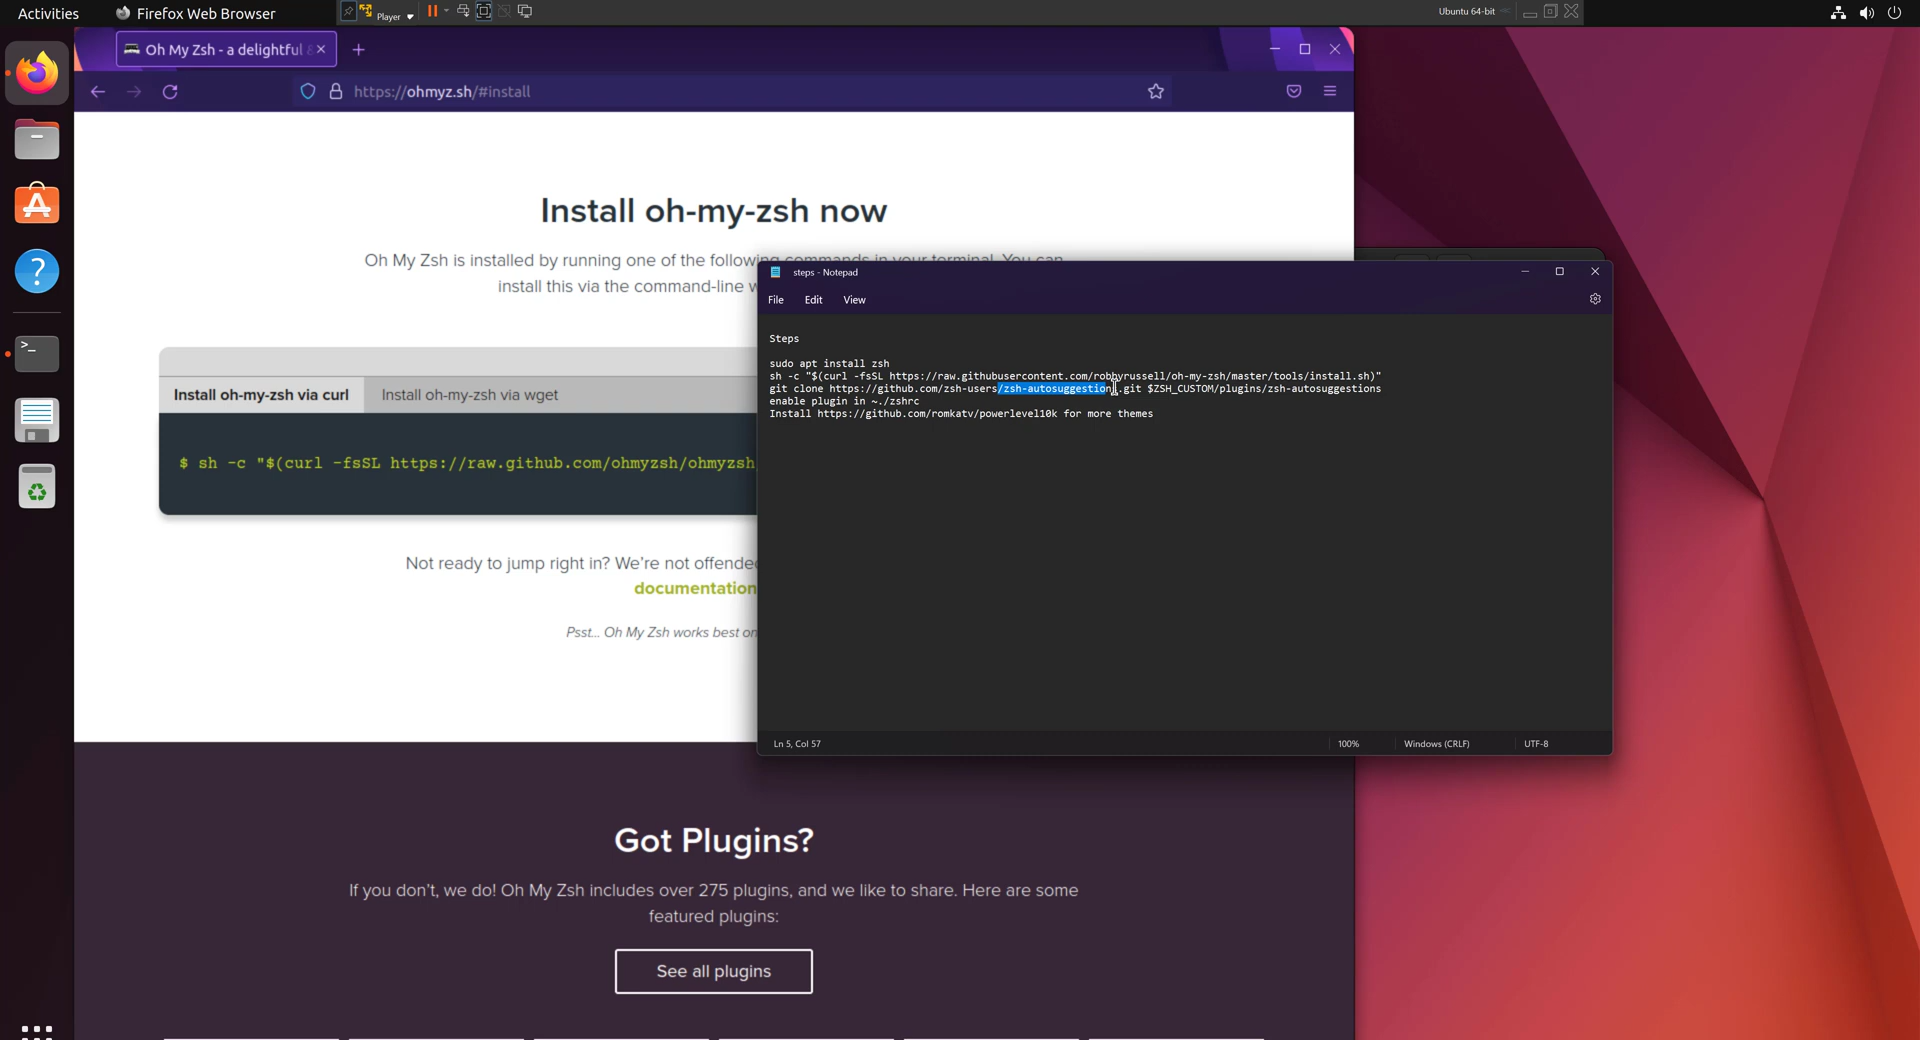 Activities
Firefox Web Browser
Player
Ubuntu 64-bit
Oh My Zsh - a delightful
https://ohmyz.sh/#install
Install oh-my-zsh now
Oh My Zsh is installed by running one of the following commands in your terminal. You can
install this via the command-line w
Install oh-my-zsh via curl
Install oh-my-zsh via wget
$ sh -c "$(curl -fsSL https://raw.github.com/ohmyzsh/ohmyzsh
Not ready to jump right in? We're not offende
documentation
Psst... Oh My Zsh works best on
steps - Notepad
File
Edit
View
Steps
sudo apt install zsh
sh -c "$(curl -fsSL https://raw.githubusercontent.com/robbyrussell/oh-my-zsh/master/tools/install.sh)"
git clone https://github.com/zsh-users/zsh-autosuggestions.git $ZSH_CUSTOM/plugins/zsh-autosuggestions
enable plugin in ~./zshrc
Install https://github.com/romkatv/powerlevel10k for more themes
Ln 5, Col 57
100%
Windows (CRLF)
UTF-8
Got Plugins?
If you don't, we do! Oh My Zsh includes over 275 plugins, and we like to share. Here are some
featured plugins:
See all plugins